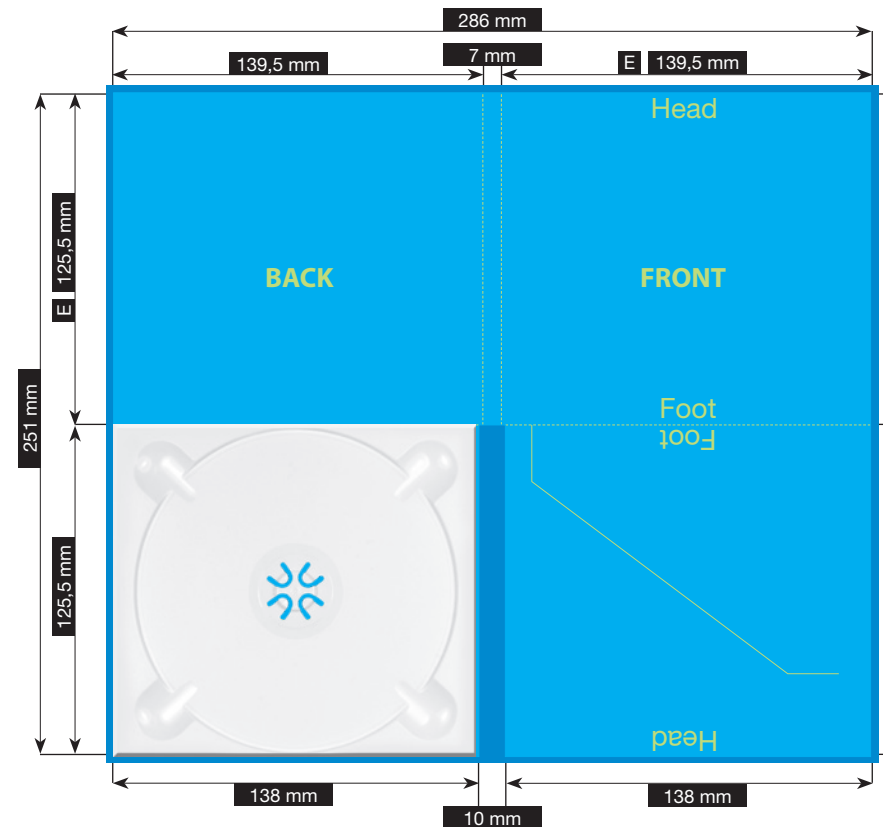 286 mm
7 mm
139,5 mm
E 139,5 mm
Head
125,5 mm
E
BACK
FRONT
251 mm
Foot
Foot
125,5 mm
Head
138 mm
138 mm
10 mm